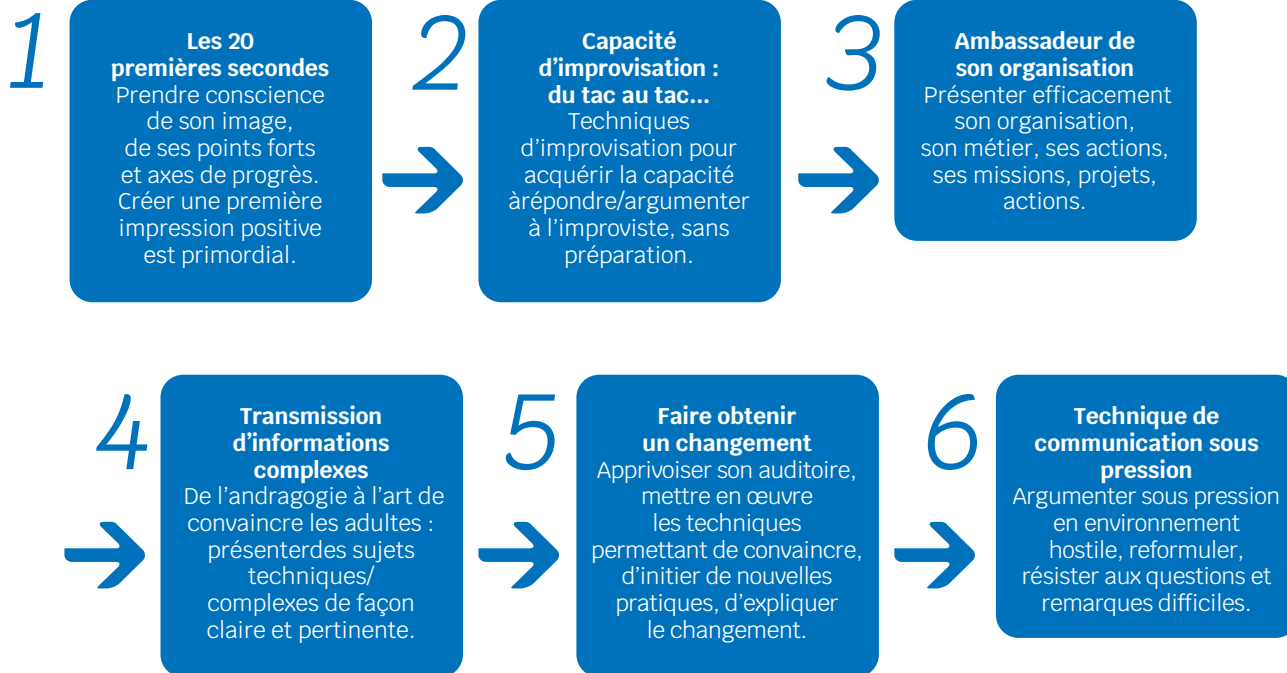 1
Les 20
premières secondes
Prendre conscience
de son image,
de ses points forts
et axes de progrès.
Créer une première
impression positive
est primordial.
2
Capacité
d’improvisation :
du tac au tac...
Techniques
d’improvisation pour
acquérir la capacité
àrépondre/argumenter
à l’improviste, sans
préparation.
3
Ambassadeur de
son organisation
Présenter efficacement
son organisation,
son métier, ses actions,
ses missions, projets,
actions.
4
Transmission
d’informations
complexes
De l’andragogie à l’art de
convaincre les adultes :
présenterdes sujets
techniques/
complexes de façon
claire et pertinente.
5
Faire obtenir
un changement
Apprivoiser son auditoire,
mettre en œuvre
les techniques
permettant de convaincre,
d’initier de nouvelles
pratiques, d’expliquer
le changement.
6
Technique de
communication sous
pression
Argumenter sous pression
en environnement
hostile, reformuler,
résister aux questions et
remarques difficiles.